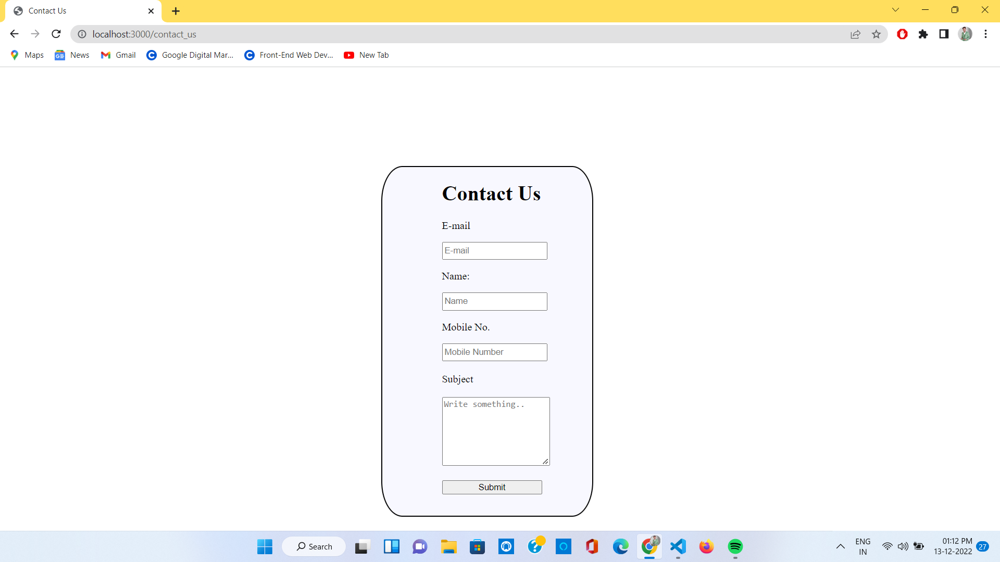 Contact Us
localhost:3000/contact_us
Maps News Gmail Google Digital Mar... Front-End Web Dev... New Tab
Contact Us
E-mail
E-mail
Name:
Name
Mobile No.
Mobile Number
Subject
Write something..
Submit
Search
ENG
IN
01:12 PM
13-12-2022
27